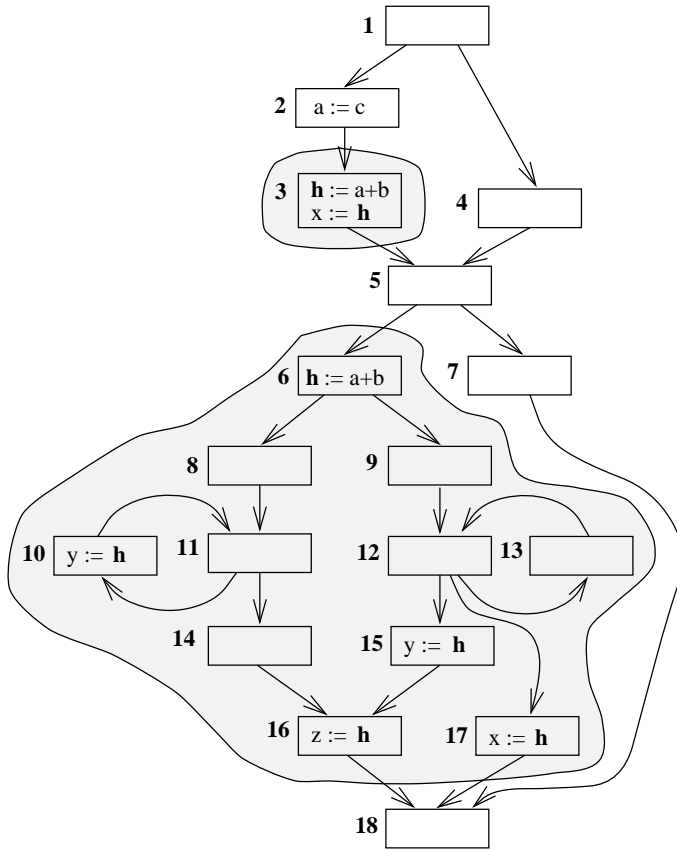 1
2 a := c
3 h := a+b
x := h
4
5
6 h := a+b
7
8
9
10 y := h
11
12
13
14
15 y := h
16 z := h
17 x := h
18